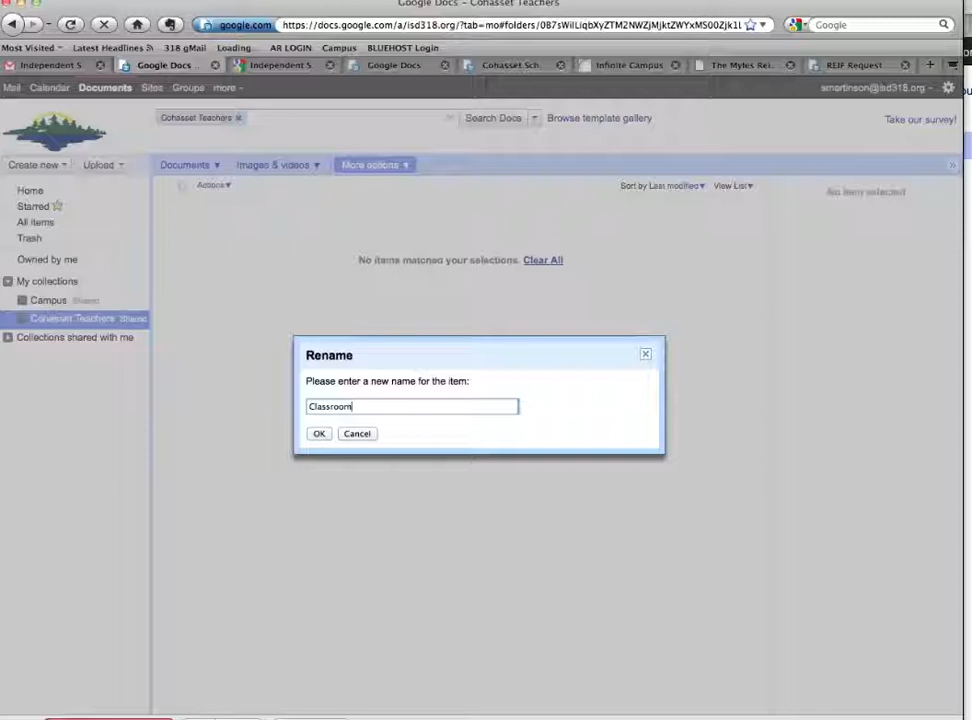 Google Docs - Cohasset Teachers
google.com https://docs.google.com/a/isd318.org/?tab=mo#folders/ Google
Most Visited Latest Headlines 318 gMail Loading AR LOGIN Campus BLUEHOST Login
Independent S Google Docs Independent S Google Docs Cohasset Sch. Infinite Campus REIF Request
Mail Calendar Documents Sites Groups more smartinson@isd318.org
Cohasset Teachers Search Docs Browse template gallery Take our survey!
Create new Upload Documents Images & videos More options
Actions Sort by Last modified View List No item selected
Home
Starred
All items
Trash
Owned by me
My collections
Campus Shared
Cohasset Teachers Shared
Collections shared with me
No items matched your selections. Clear All
Rename
Please enter a new name for the item:
Classroom
OK Cancel